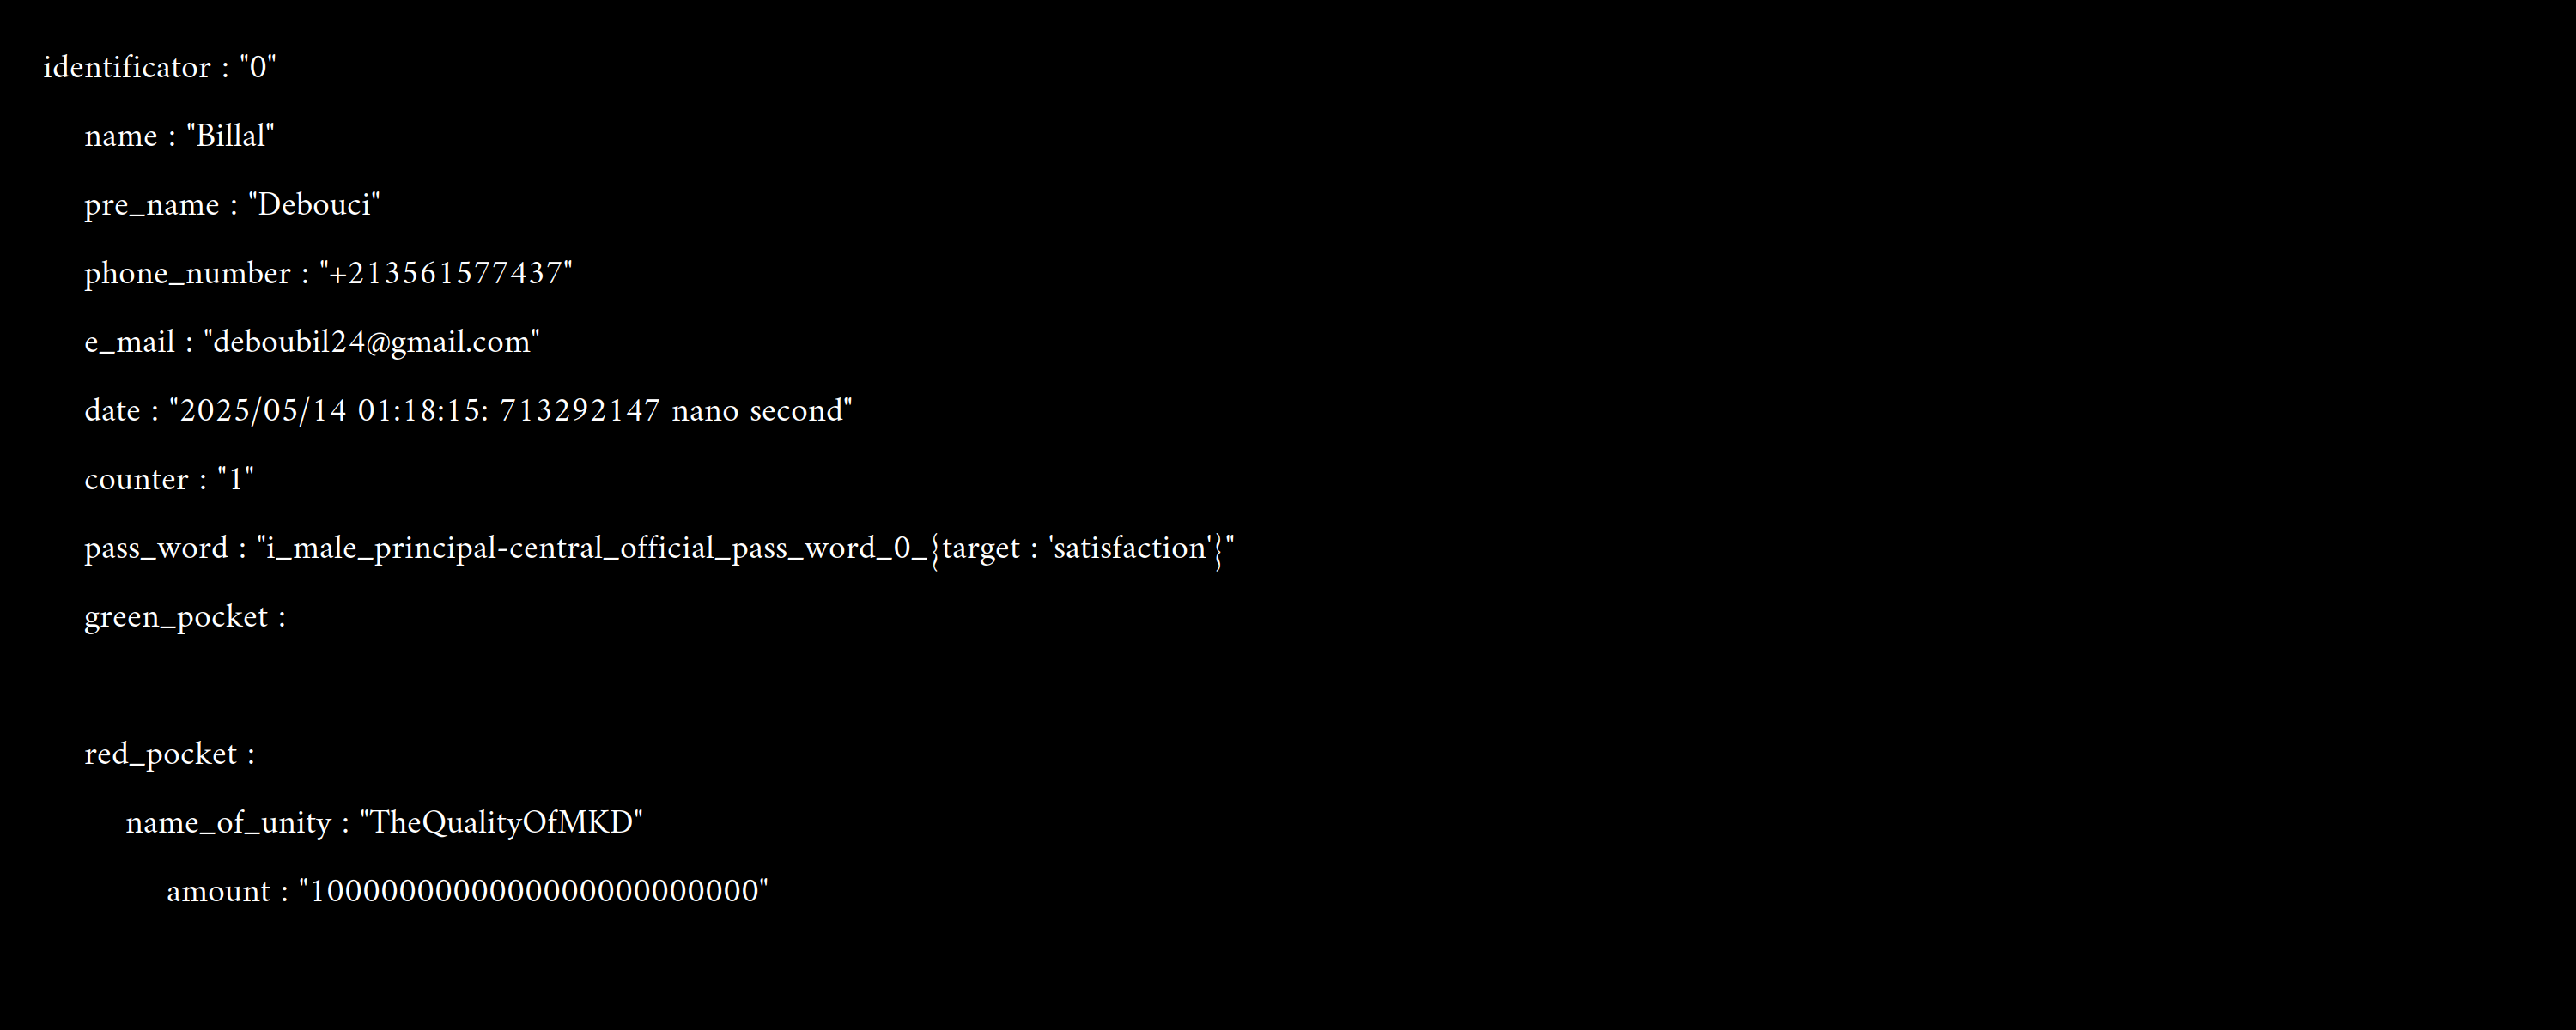 identificator : "0"
name : "Billal"
pre_name : "Debouci"
phone_number : "+213561577437"
e_mail : "deboubil24@gmail.com"
date : "2025/05/14 01:18:15: 713292147 nano second"
counter : "1"
pass_word : "i_male_principal-central_official_pass_word_0_{target : 'satisfaction'}"
green_pocket :
red_pocket :
name_of_unity : "TheQualityOfMKD"
amount : "1000000000000000000000000"